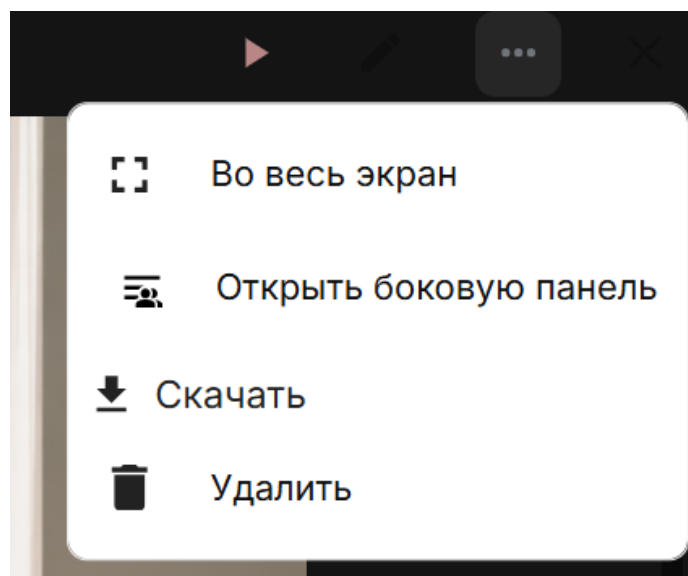 Во весь экран
Открыть боковую панель
Скачать
Удалить